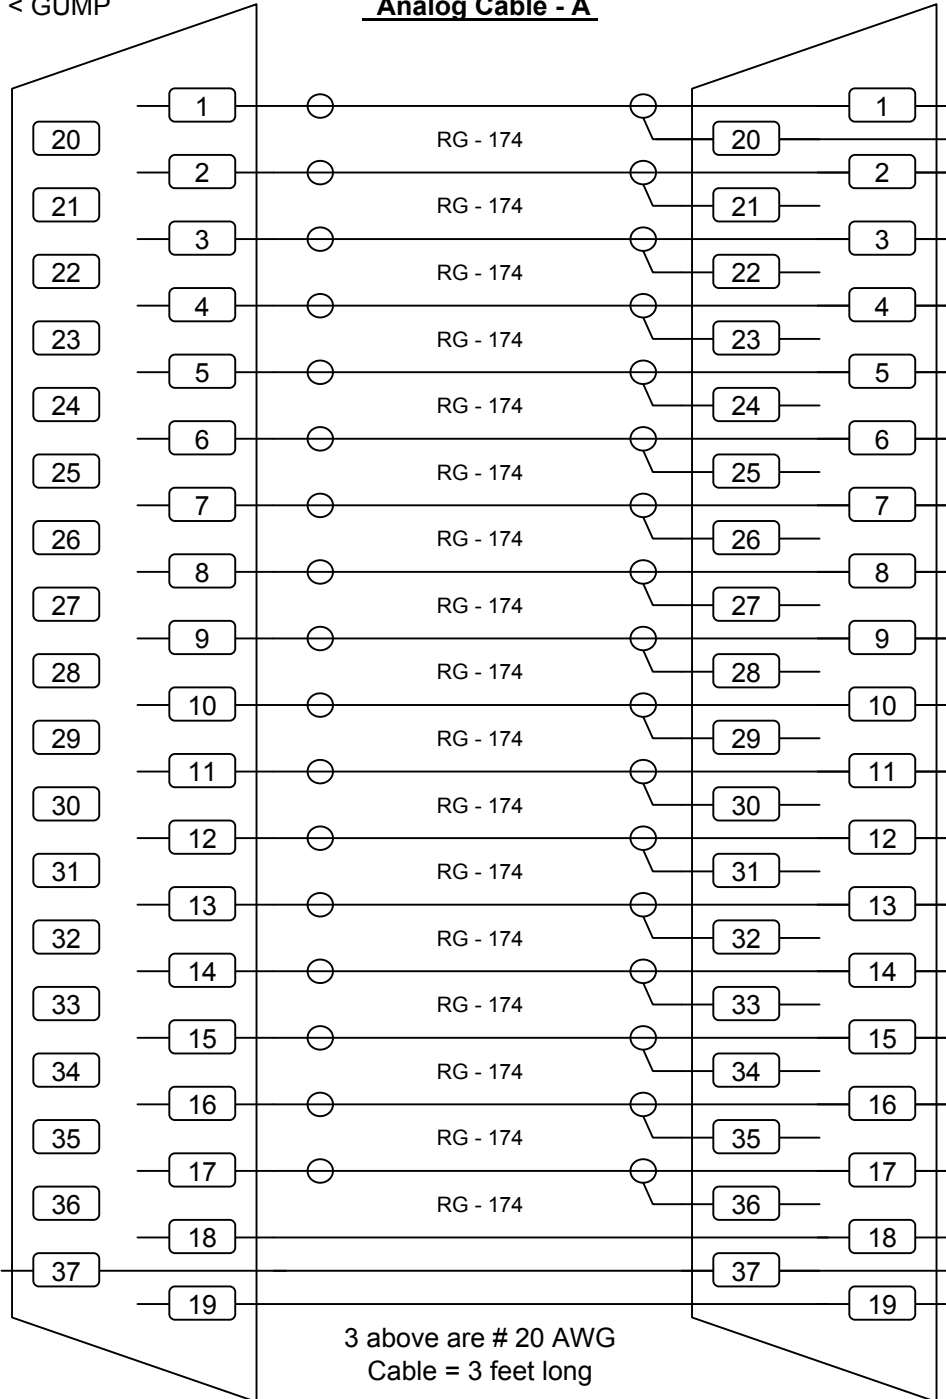 < GUMP
Analog Cable - A
1 1
20 RG - 174 20
2 2
21 RG - 174 21
3 3
22 RG - 174 22
4 4
23 RG - 174 23
5 5
24 RG - 174 24
6 6
25 RG - 174 25
7 7
26 RG - 174 26
8 8
27 RG - 174 27
9 9
28 RG - 174 28
10 10
29 RG - 174 29
11 11
30 RG - 174 30
12 12
31 RG - 174 31
13 13
32 RG - 174 32
14 14
33 RG - 174 33
15 15
34 RG - 174 34
16 16
35 RG - 174 35
17 17
36 RG - 174 36
18 18
37 37
19 19
3 above are # 20 AWG
Cable = 3 feet long